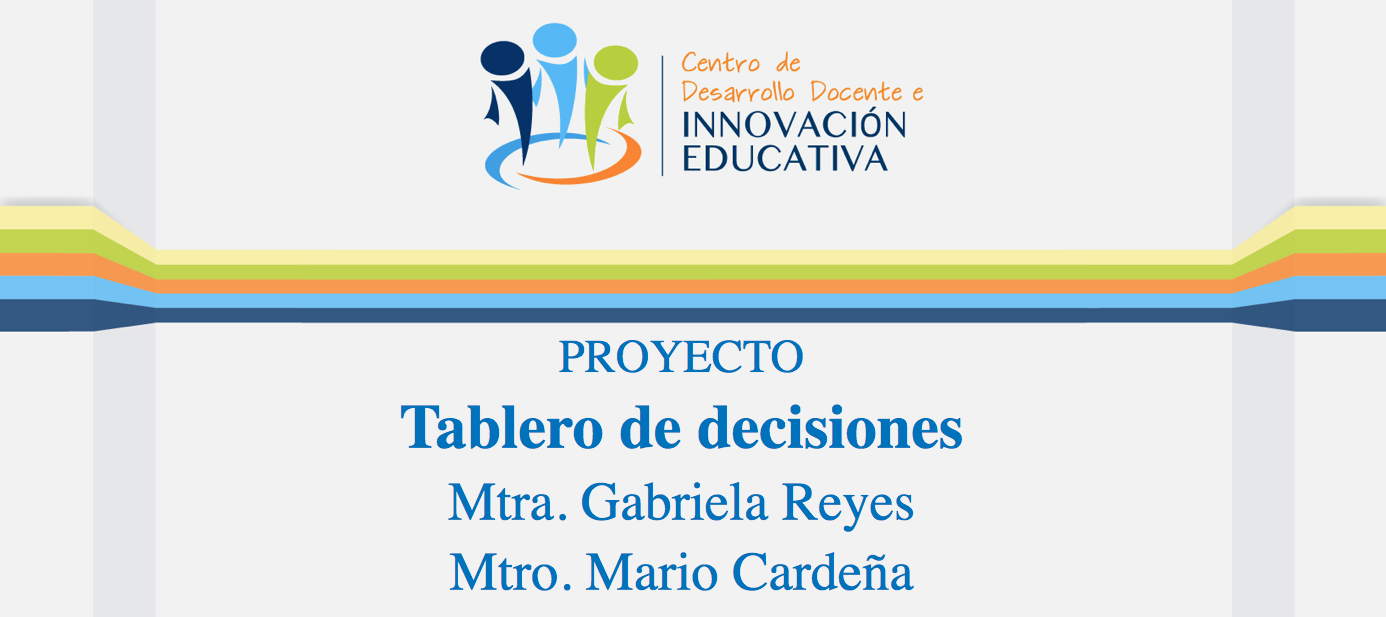 Centro de
Desarrollo Docente e
INNOVACIÓN
EDUCATIVA
PROYECTO
Tablero de decisiones
Mtra. Gabriela Reyes
Mtro. Mario Cardeña